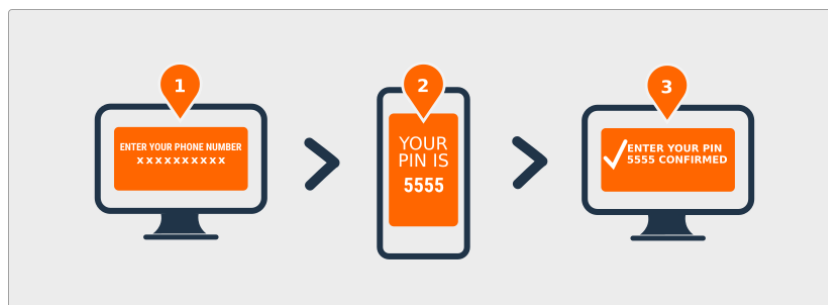 1
ENTER YOUR PHONE NUMBER
XXXXXXXXXX
2
YOUR
PIN IS
5555
3
ENTER YOUR PIN
5555 CONFIRMED